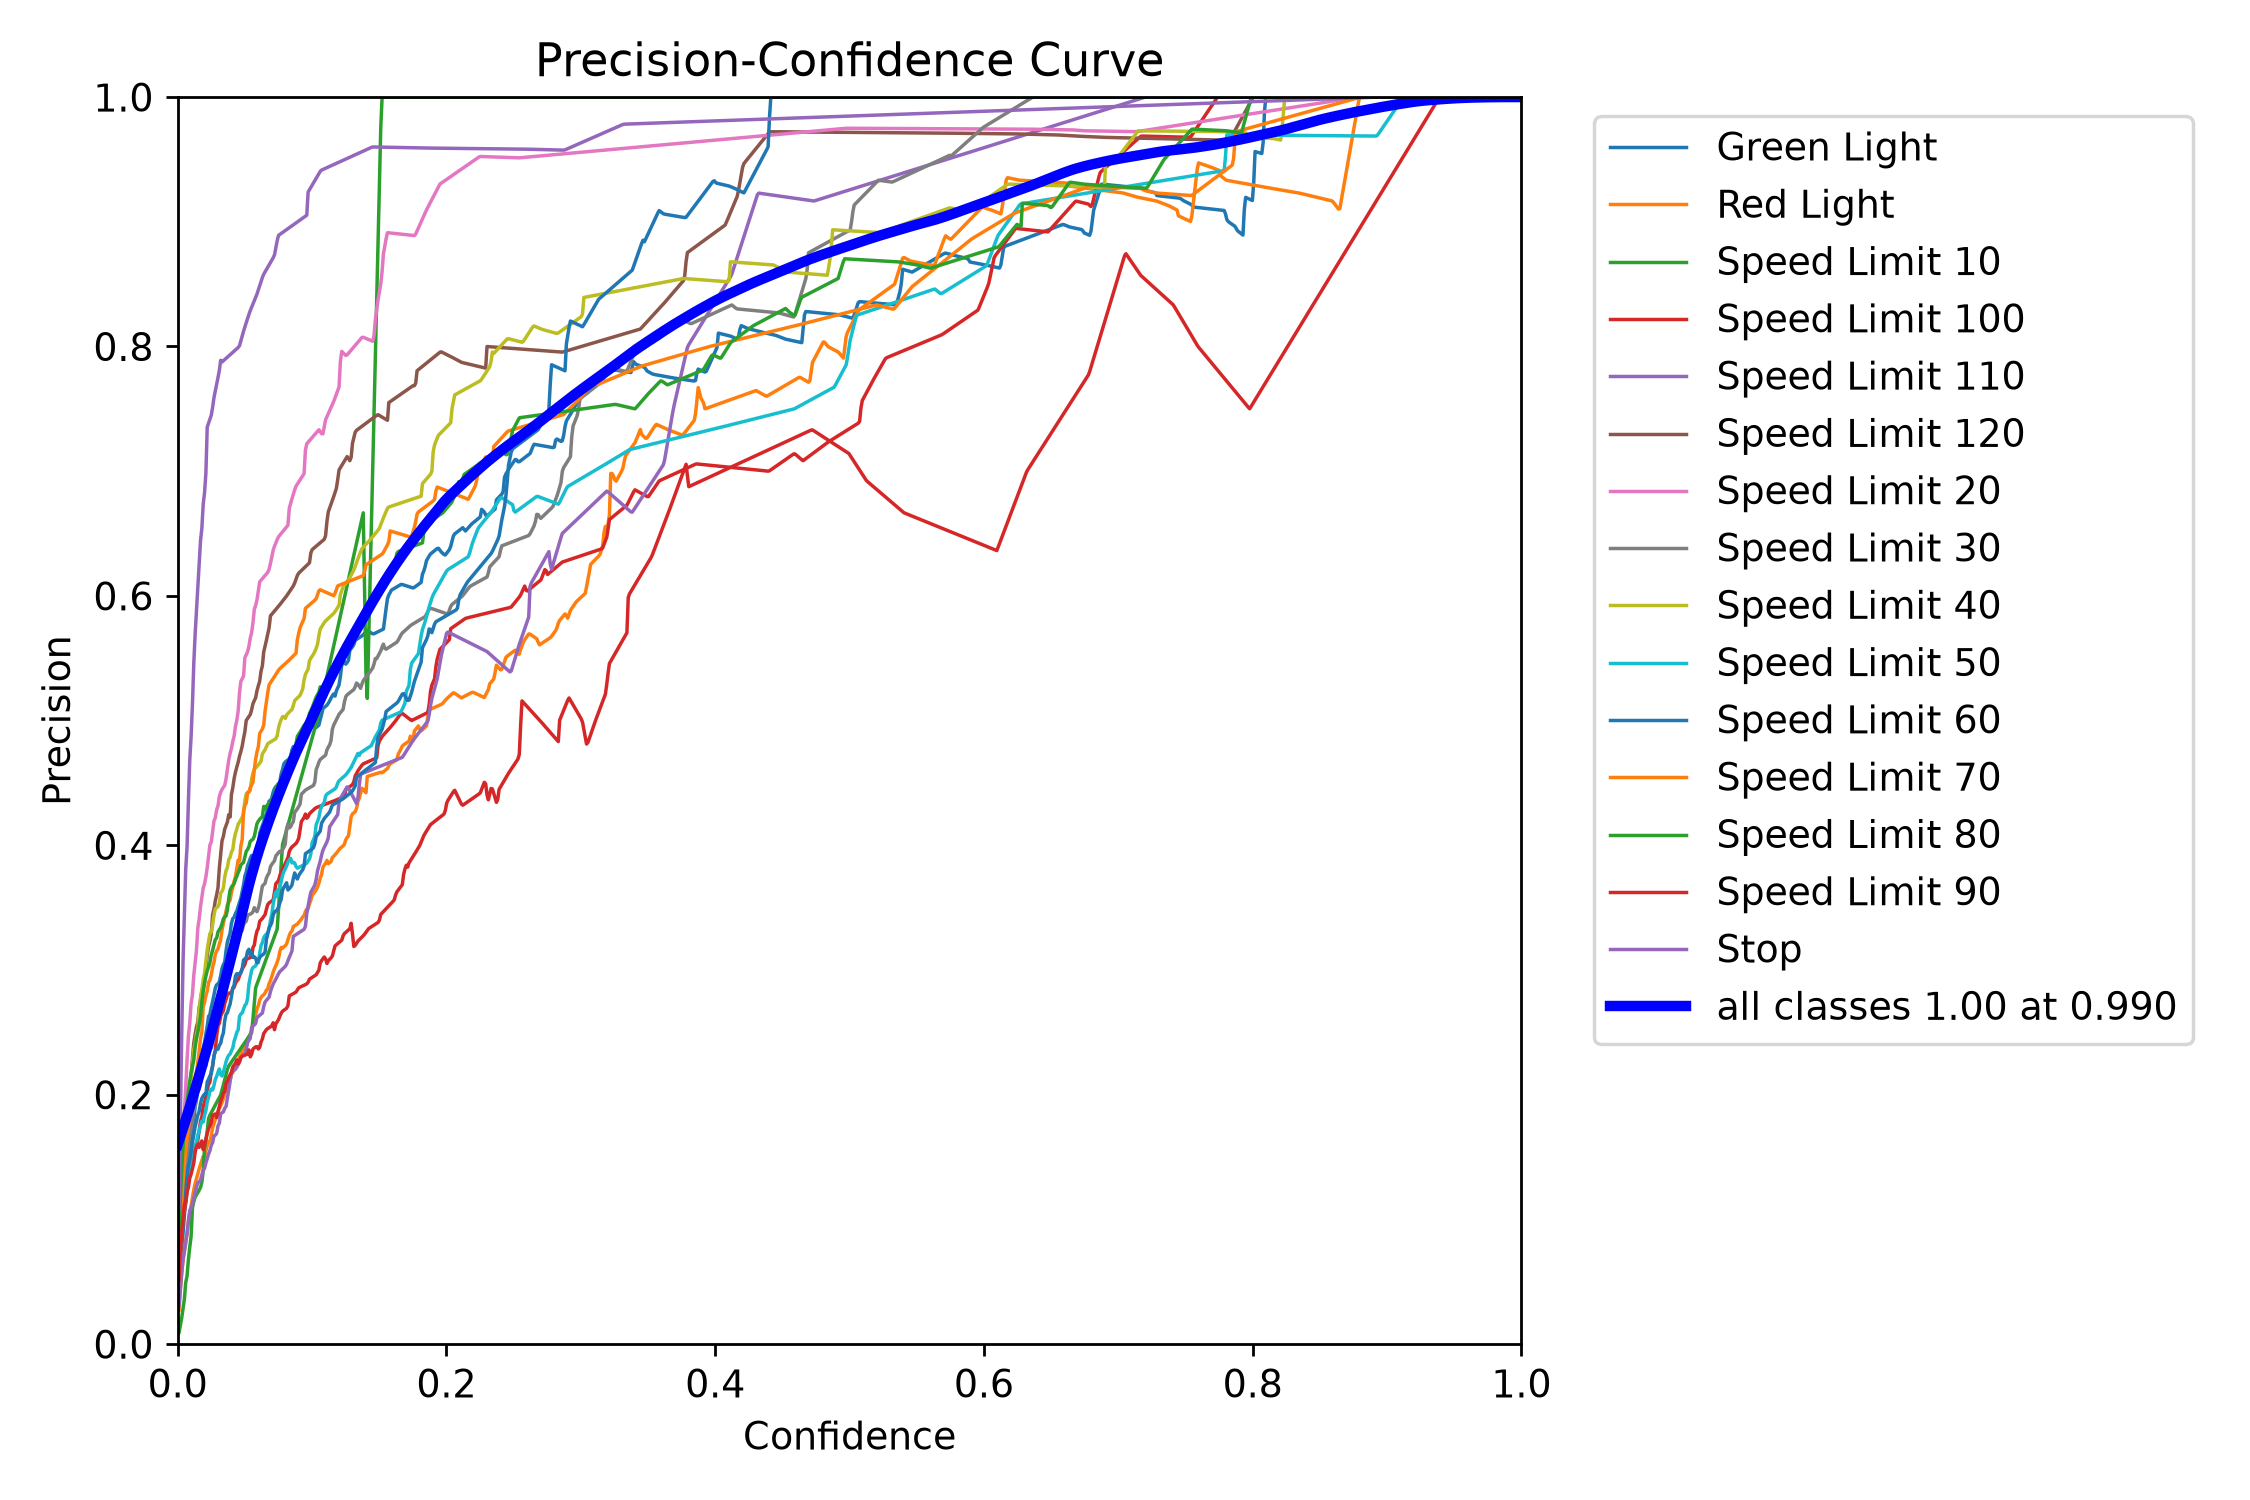 Precision-Confidence Curve
1.0
0.8
0.6
0.4
0.2
0.0
Precision
0.0 0.2 0.4 0.6 0.8 1.0
Confidence
Green Light
Red Light
Speed Limit 10
Speed Limit 100
Speed Limit 110
Speed Limit 120
Speed Limit 20
Speed Limit 30
Speed Limit 40
Speed Limit 50
Speed Limit 60
Speed Limit 70
Speed Limit 80
Speed Limit 90
Stop
all classes 1.00 at 0.990